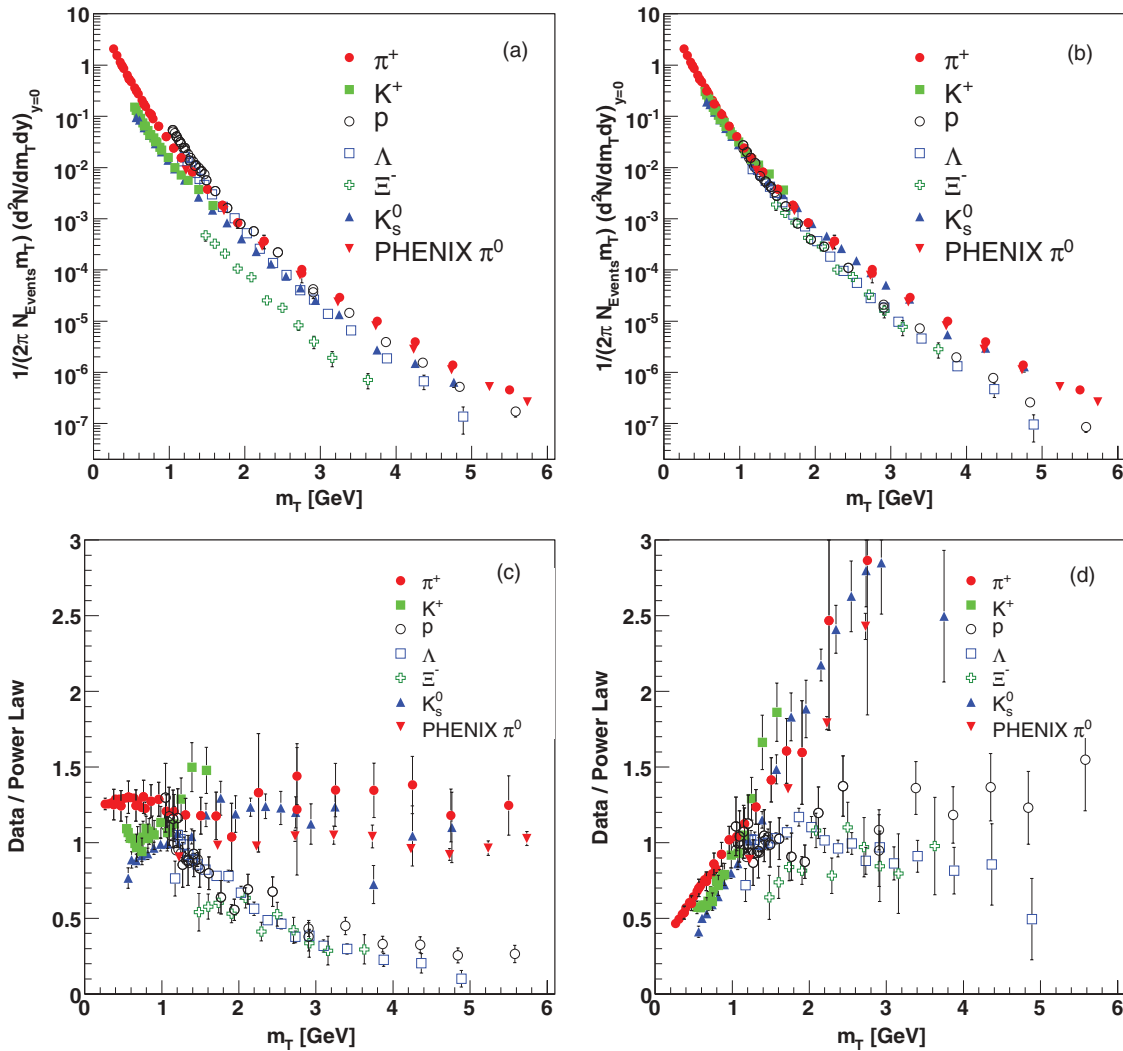 10
1
10⁻¹
10⁻²
10⁻³
10⁻⁴
10⁻⁵
10⁻⁶
10⁻⁷
1/(2π N_Events m_T) (d²N/dm_T dy)_y=0
(a)
π⁺
K⁺
p
Λ
Ξ⁻
K⁰_s
PHENIX π⁰
0 1 2 3 4 5 6
m_T [GeV]
10
1
10⁻¹
10⁻²
10⁻³
10⁻⁴
10⁻⁵
10⁻⁶
10⁻⁷
1/(2π N_Events m_T) (d²N/dm_T dy)_y=0
(b)
π⁺
K⁺
p
Λ
Ξ⁻
K⁰_s
PHENIX π⁰
0 1 2 3 4 5 6
m_T [GeV]
3
2.5
2
1.5
1
0.5
0
Data / Power Law
(c)
π⁺
K⁺
p
Λ
Ξ⁻
K⁰_s
PHENIX π⁰
0 1 2 3 4 5 6
m_T [GeV]
3
2.5
2
1.5
1
0.5
0
Data / Power Law
(d)
π⁺
K⁺
p
Λ
Ξ⁻
K⁰_s
PHENIX π⁰
0 1 2 3 4 5 6
m_T [GeV]